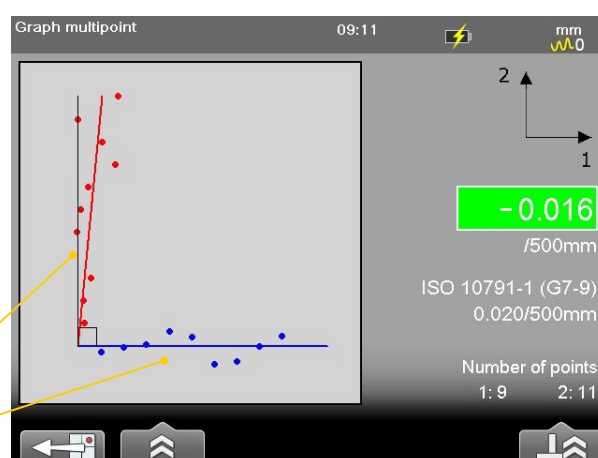 Graph multipoint 09:11 mm
0
2
1
-0.016
/500mm
ISO 10791-1 (G7-9)
0.020/500mm
Number of points
1: 9 2: 11